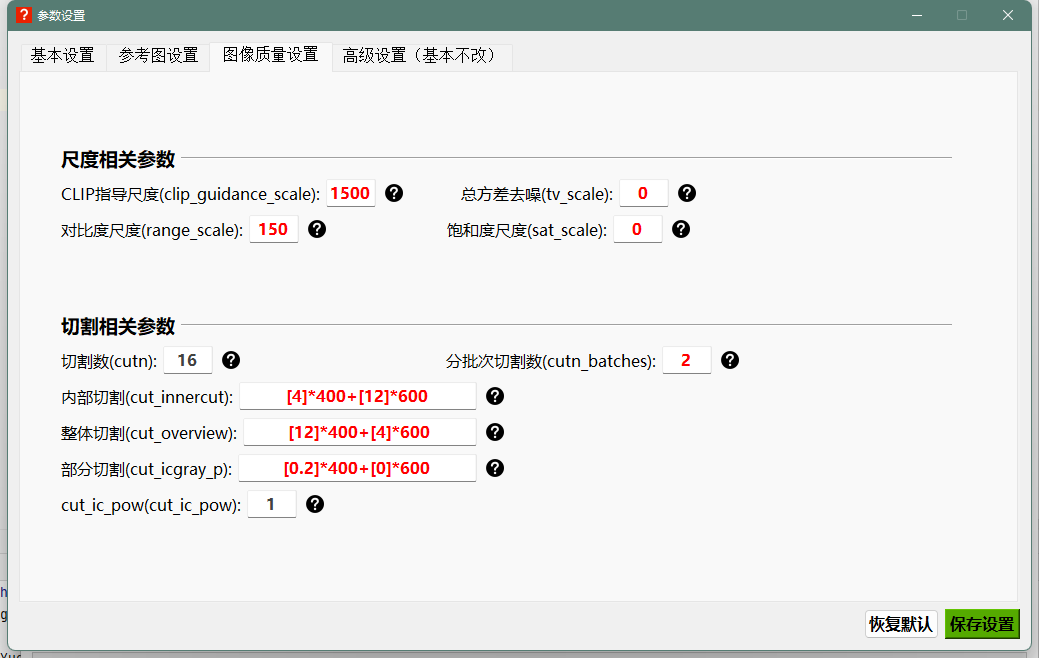 参数设置
基本设置 参考图设置 图像质量设置 高级设置（基本不改）
尺度相关参数
CLIP指导尺度(clip_guidance_scale): 1500 总方差去噪(tv_scale): 0
对比度尺度(range_scale): 150 饱和度尺度(sat_scale): 0
切割相关参数
切割数(cutn): 16 分批次切割数(cutn_batches): 2
内部切割(cut_innercut): [4]*400+[12]*600
整体切割(cut_overview): [12]*400+[4]*600
部分切割(cut_icgray_p): [0.2]*400+[0]*600
cut_ic_pow(cut_ic_pow): 1
恢复默认 保存设置